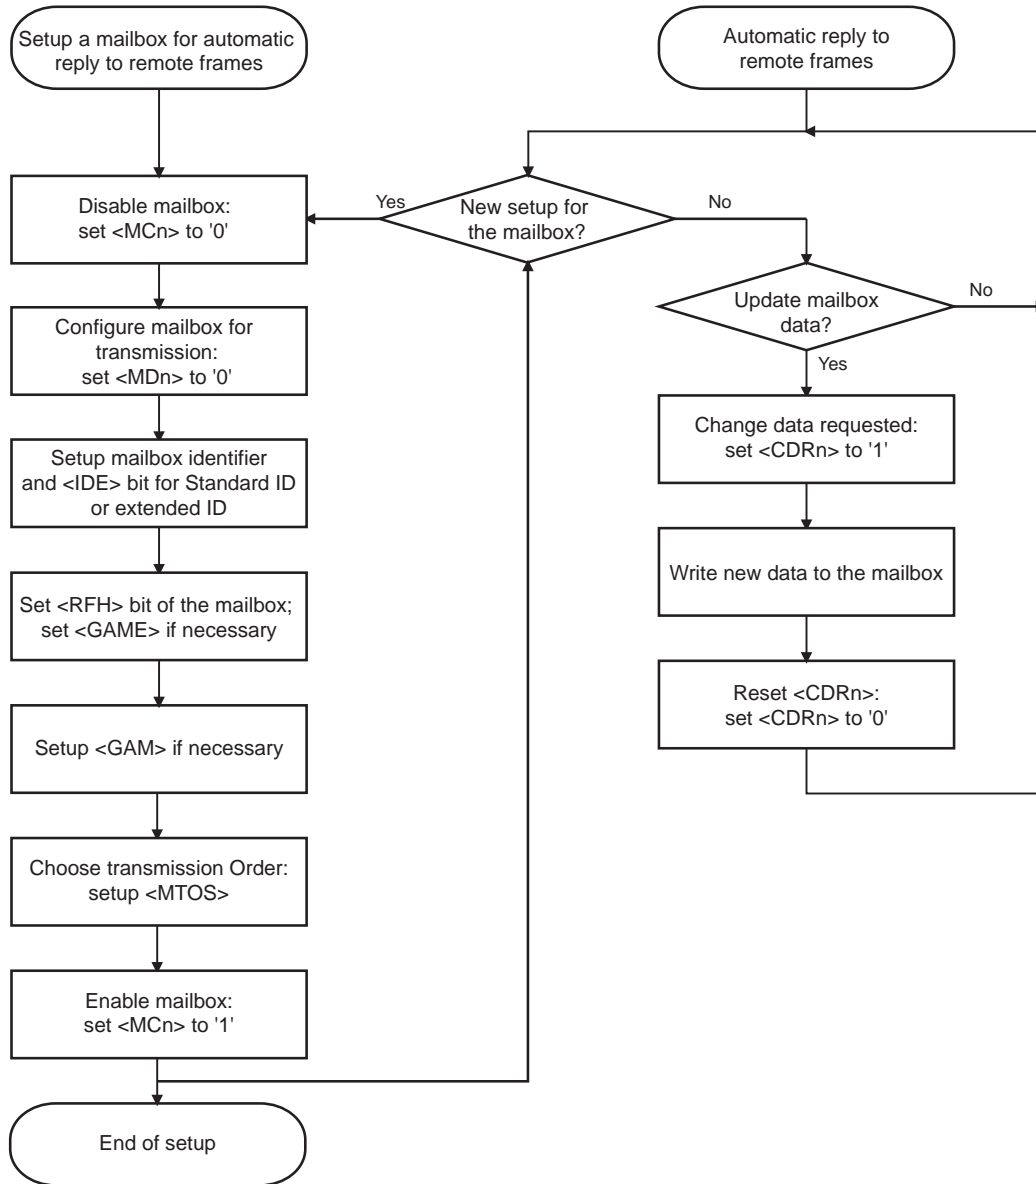 Setup a mailbox for automatic
reply to remote frames
Disable mailbox:
set <MCn> to '0'
Configure mailbox for
transmission:
set <MDn> to '0'
Setup mailbox identifier
and <IDE> bit for Standard ID
or extended ID
Set <RFH> bit of the mailbox;
set <GAME> if necessary
Setup <GAM> if necessary
Choose transmission Order:
setup <MTOS>
Enable mailbox:
set <MCn> to '1'
End of setup
Automatic reply to
remote frames
Yes
New setup for
the mailbox?
No
Update mailbox
data?
No
Yes
Change data requested:
set <CDRn> to '1'
Write new data to the mailbox
Reset <CDRn>:
set <CDRn> to '0'